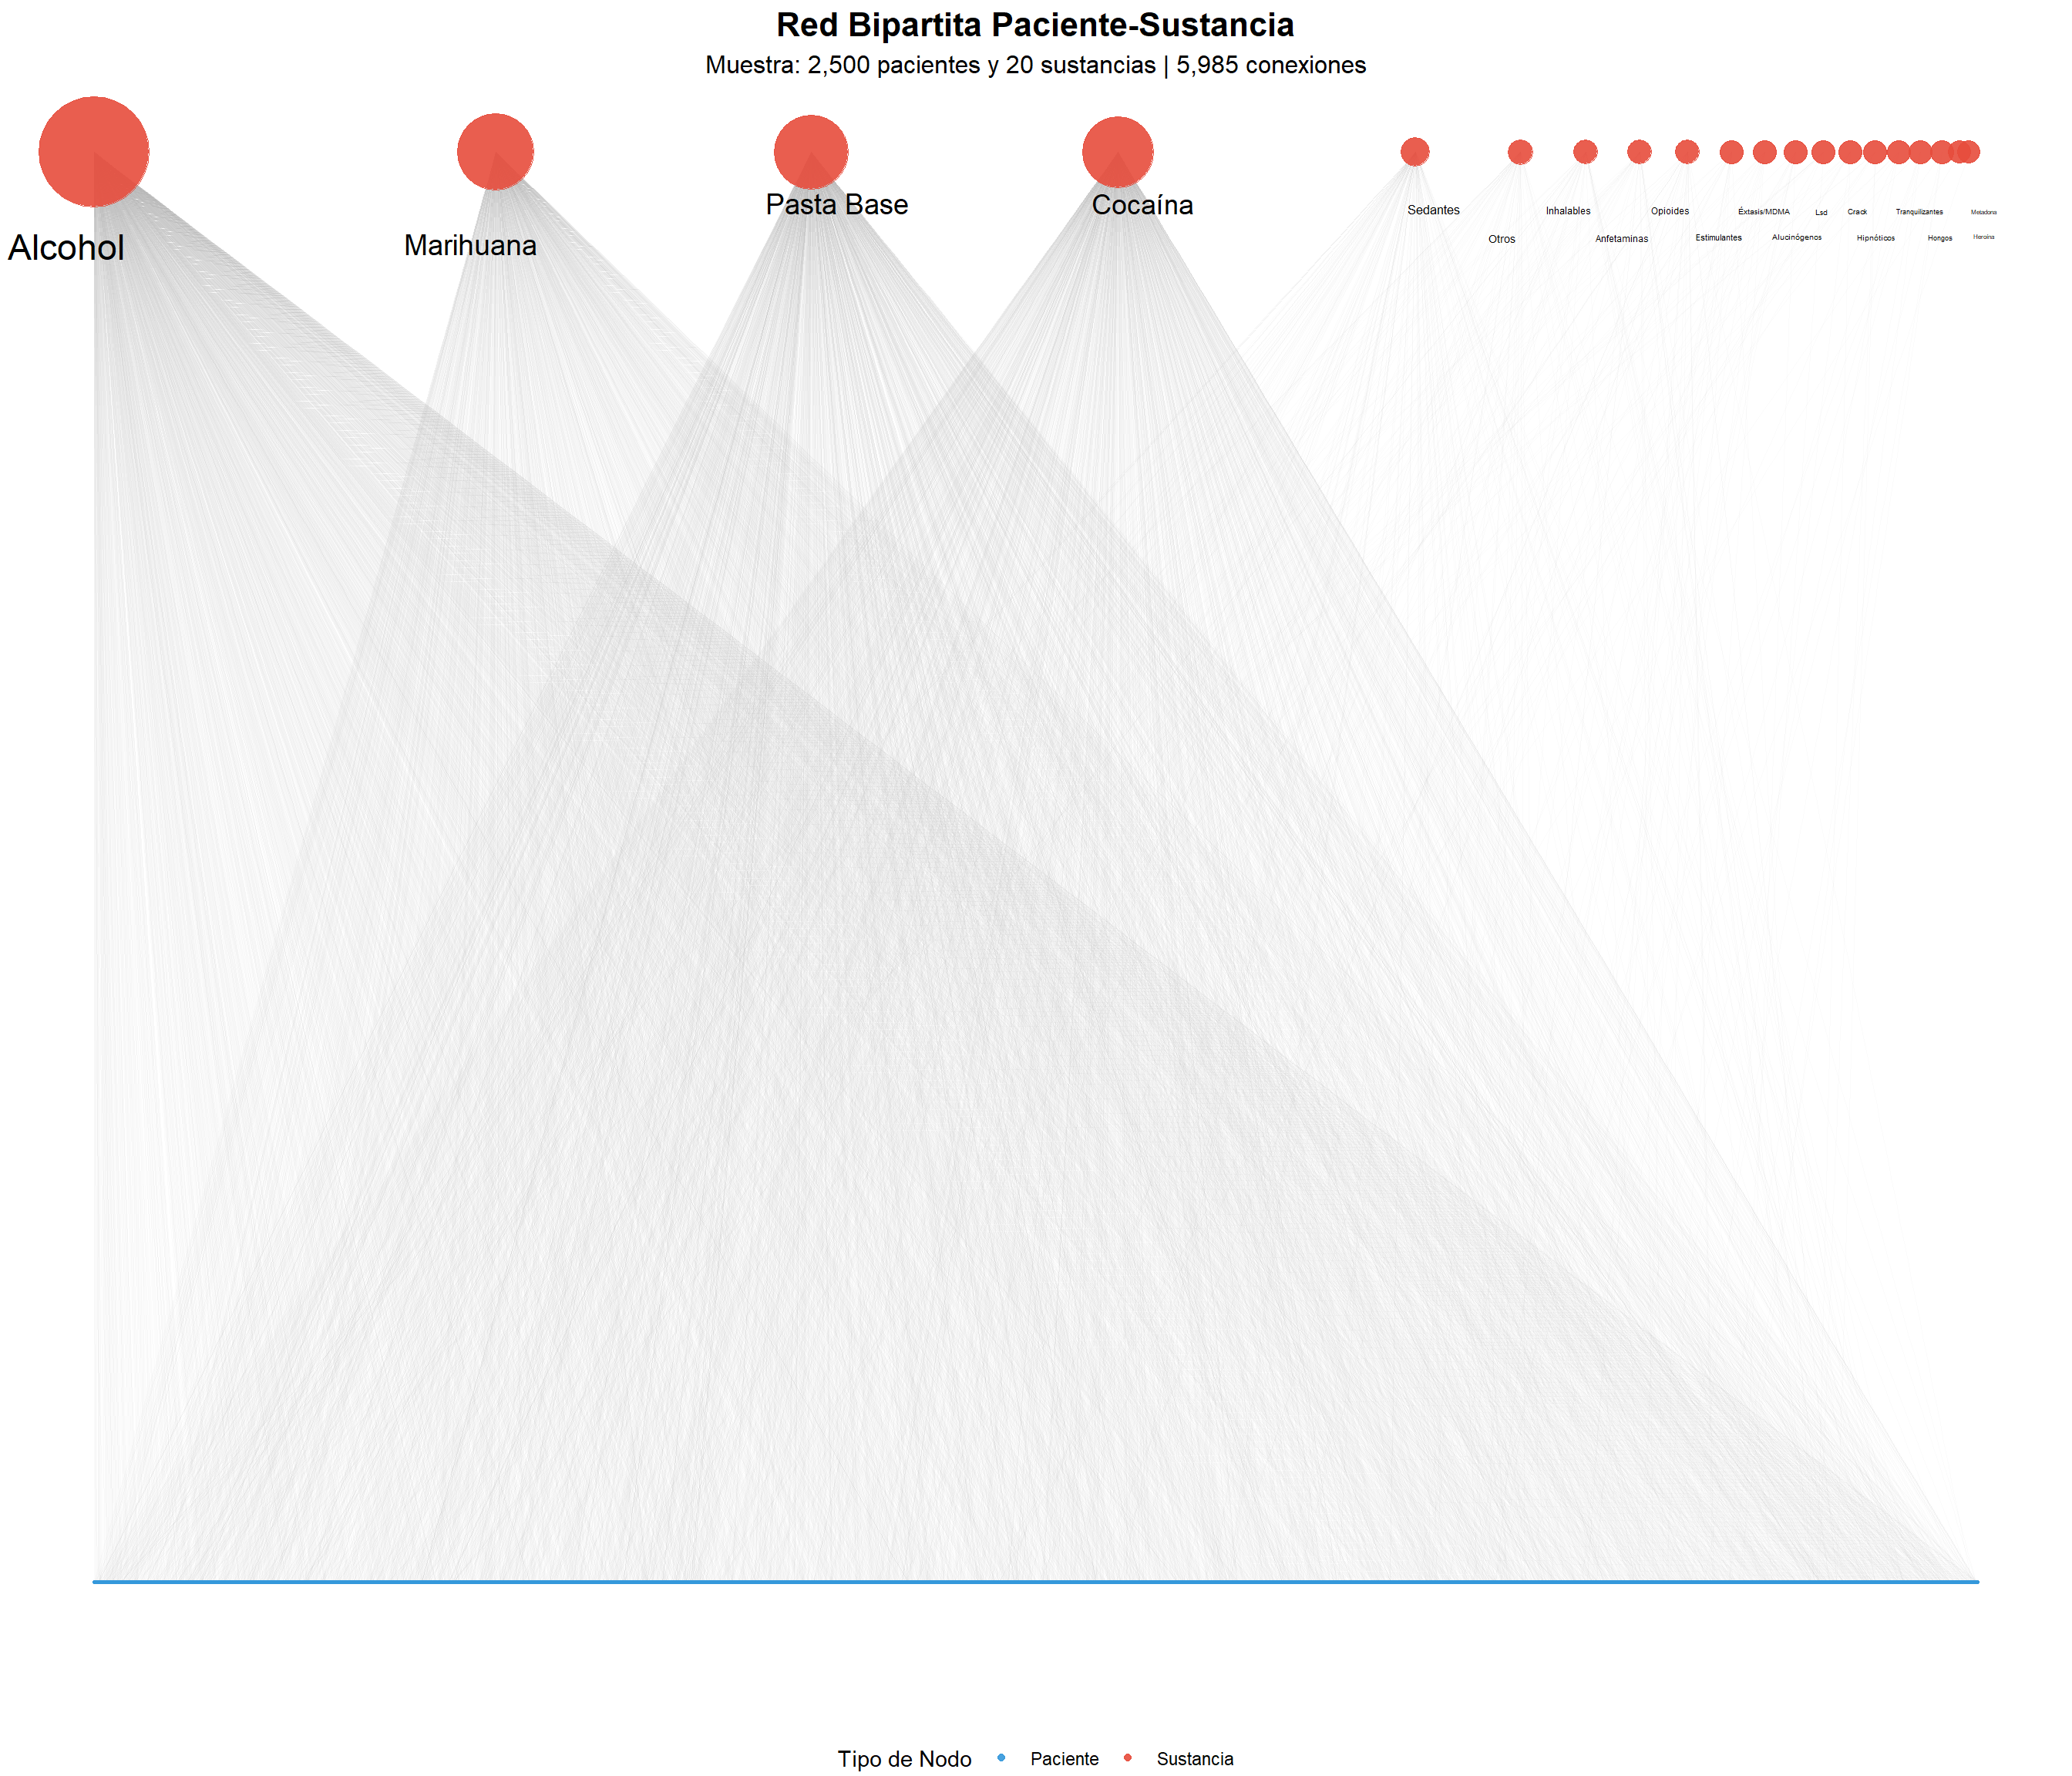 Red Bipartita Paciente-Sustancia
Muestra: 2,500 pacientes y 20 sustancias | 5,985 conexiones
Alcohol
Marihuana
Pasta Base
Cocaína
Sedantes
Otros
Inhalables
Anfetaminas
Opioides
Estimulantes
Éxtasis/MDMA
Alucinógenos
Lsd
Crack
Hipnóticos
Tranquilizantes
Hongos
Metadona
Heroína
Tipo de Nodo
Paciente
Sustancia